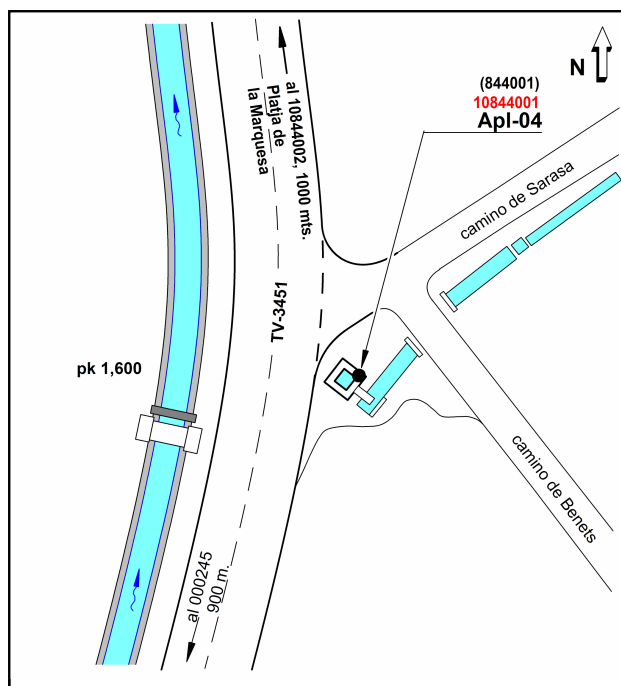 N
(844001)
10844001
Apl-04
al 10844002, 1000 mts.
Platja de
la Marquesa
camino de Sarasa
TV-3451
pk 1,600
camino de Benets
al 000245
900 m.